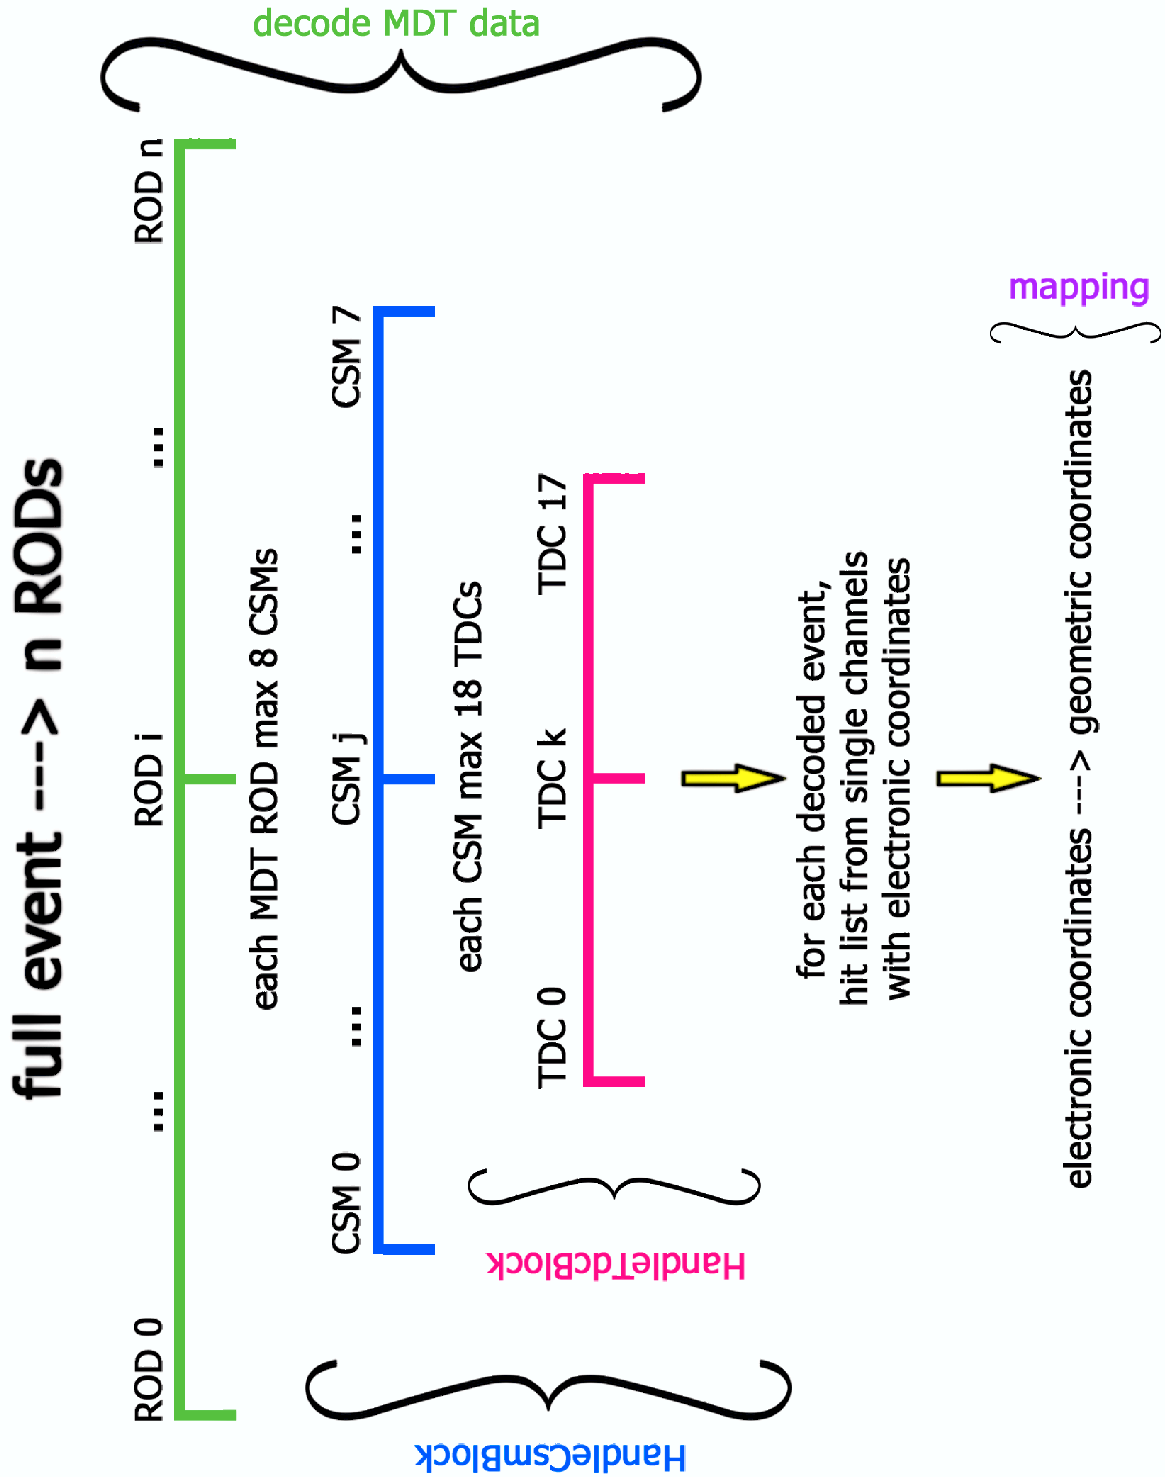 full event ---> n RODs
decode MDT data
ROD 0
...
ROD i
...
ROD n
each MDT ROD max 8 CSMs
CSM 0
...
CSM j
...
CSM 7
HandleCsmBlock
each CSM max 18 TDCs
TDC 0
TDC k
TDC 17
HandleTdcBlock
for each decoded event,
hit list from single channels
with electronic coordinates
electronic coordinates ---> geometric coordinates
mapping